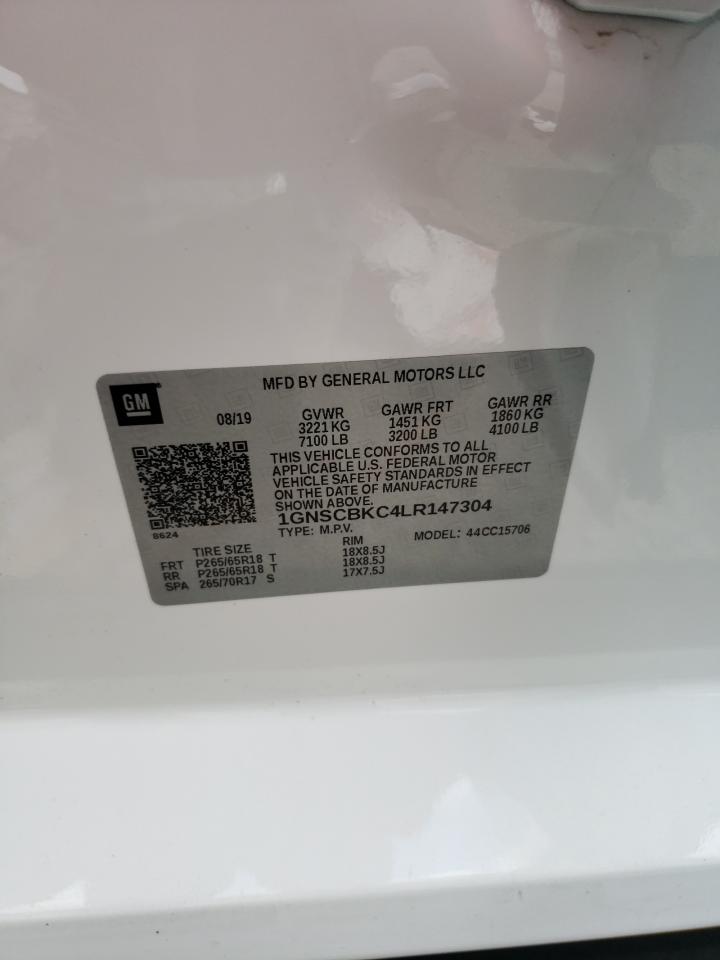 GM
MFD BY GENERAL MOTORS LLC
08/19
GVWR GAWR FRT GAWR RR
3221 KG 1451 KG 1860 KG
7100 LB 3200 LB 4100 LB
THIS VEHICLE CONFORMS TO ALL
APPLICABLE U.S. FEDERAL MOTOR
VEHICLE SAFETY STANDARDS IN EFFECT
ON THE DATE OF MANUFACTURE
SHOWN ABOVE.
1GNSCBKC4LR147304
8624
TYPE: M.P.V. MODEL: 44CC15706
TIRE SIZE RIM
FRT P265/65R18 T 18X8.5J
RR P265/65R18 T 18X8.5J
SPA 265/70R17 S 17X7.5J